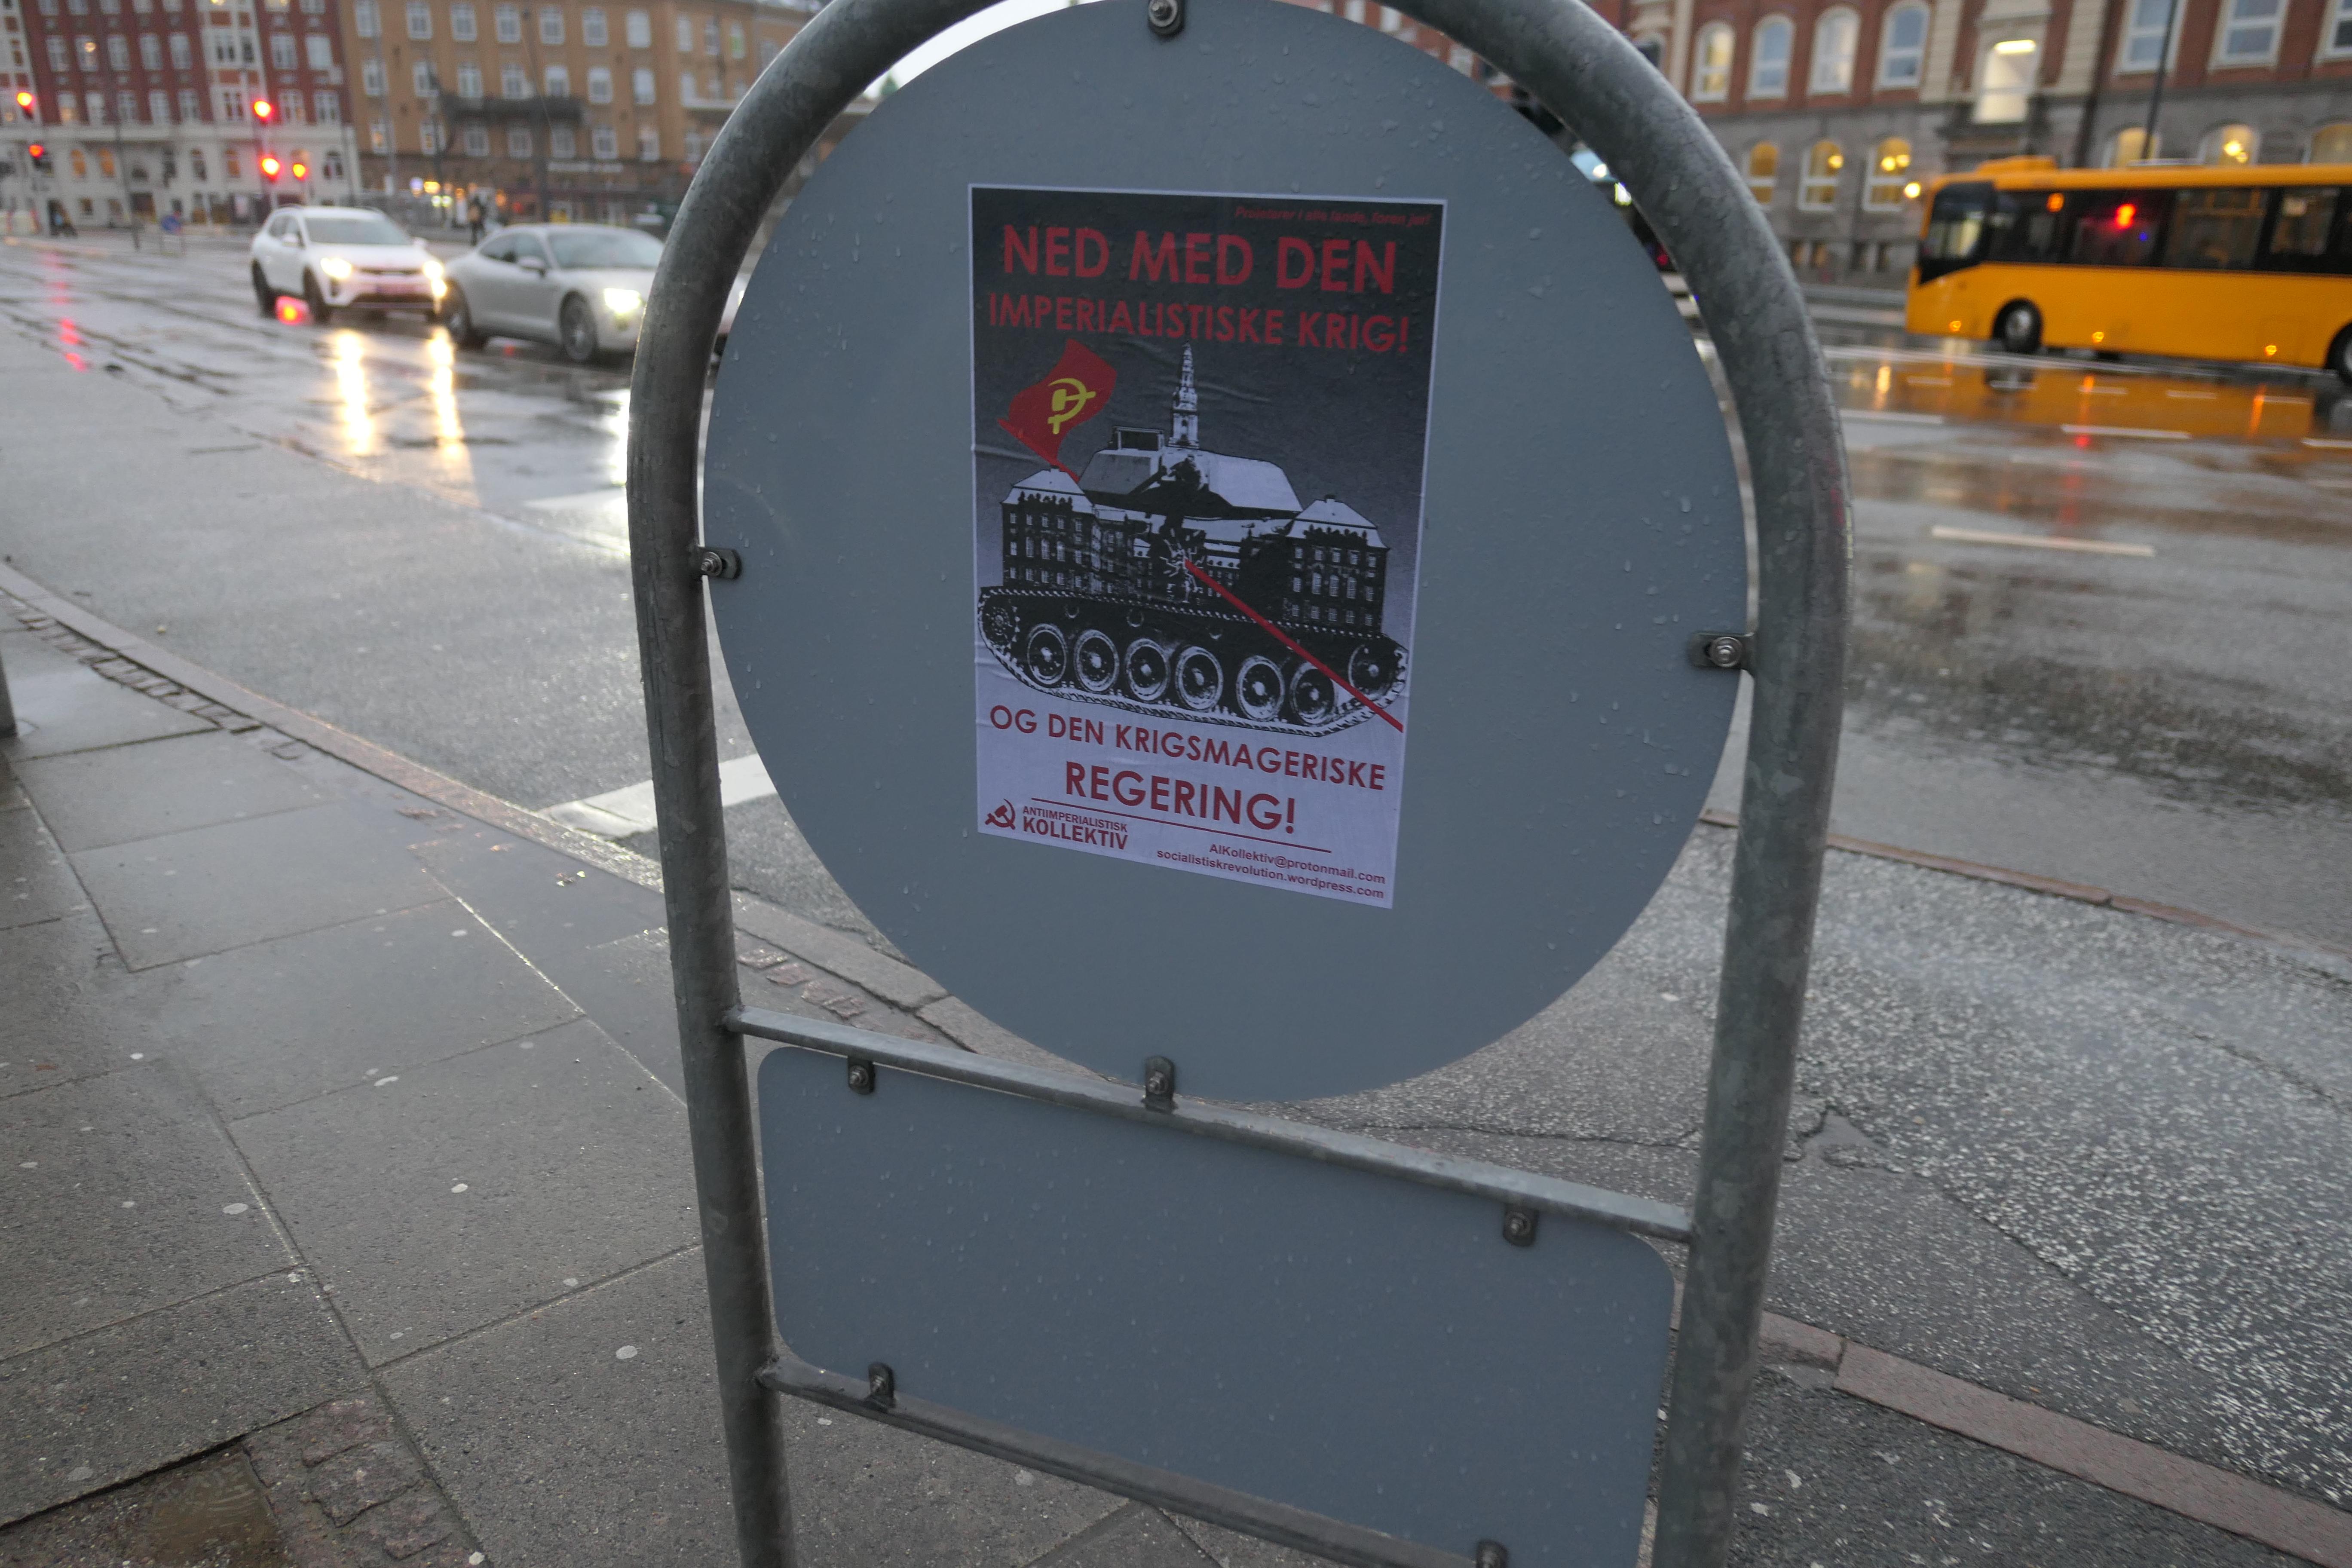 Proletarer i alle lande, foren jer!
NED MED DEN
IMPERIALISTISKE KRIG!
OG DEN KRIGSMAGERISKE
REGERING!
ANTIIMPERIALISTISK
KOLLEKTIV
AIKollektiv@protonmail.com
socialistiskrevolution.wordpress.com